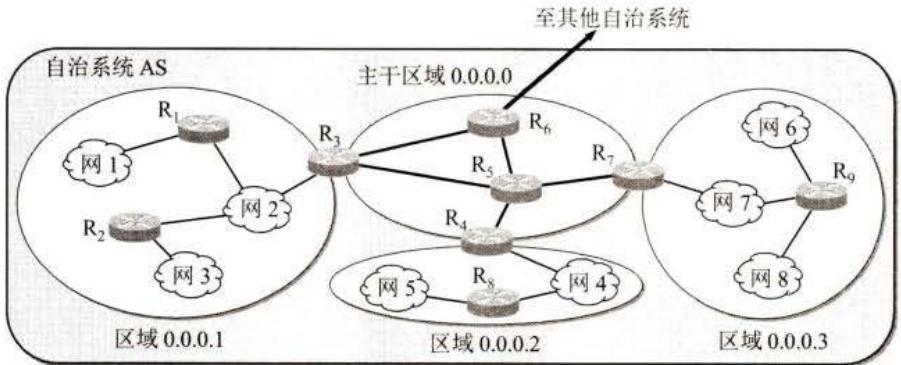 至其他自治系统
自治系统 AS
主干区域 0.0.0.0
R1
R3
R6
网 6
网 1
R7
R5
R9
网 2
网 7
R2
R4
网 3
R8
网 4
网 5
网 8
区域 0.0.0.1
区域 0.0.0.2
区域 0.0.0.3